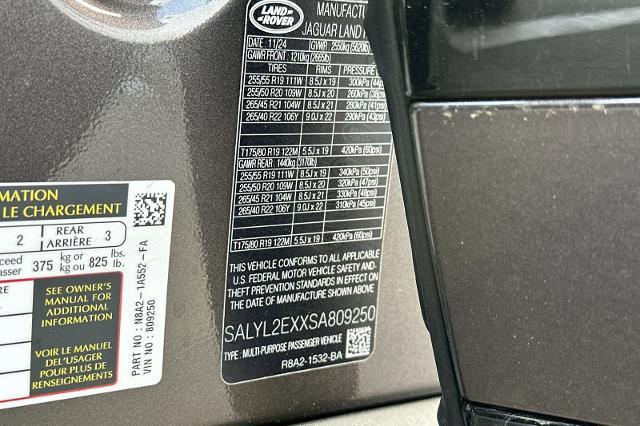 LAND-
ROVER
MANUFACTU
JAGUAR LAND
DATE : 11/24 GVWR : 2550kg (5620lb)
GAWR FRONT : 1210kg (2665lb)
TIRES RIMS PRESSURE
255/55 R19 111W 8.5J x 19 300kPa (44
255/50 R20 109W 8.5J x 20 260kPa (38psi
265/45 R21 104W 8.5J x 21 280kPa (41psi
265/40 R22 106Y 9.0J x 22 290kPa (43psi)
T175/80 R19 122M 5.5J x 19 420kPa (60psi)
GAWR REAR : 1440kg (3170lb)
255/55 R19 111W 8.5J x 19 340kPa (50psi)
255/50 R20 109W 8.5J x 20 320kPa (47psi)
265/45 R21 104W 8.5J x 21 330kPa (48psi)
265/40 R22 106Y 9.0J x 22 310kPa (45psi)
T175/80 R19 122M 5.5J x 19 420kPa (60psi)
THIS VEHICLE CONFORMS TO ALL APPLICABLE
U.S. FEDERAL MOTOR VEHICLE SAFETY AND
THEFT PREVENTION STANDARDS IN EFFECT ON
THE DATE OF MANUFACTURE SHOWN ABOVE.
SALYL2EXXSA809250
TYPE : MULTI-PURPOSE PASSENGER VEHICLE
R8A2-1532-BA
RMATION
LE CHARGEMENT
2 REAR
ARRIÈRE 3
ceed
asser 375 kg or
kg ou 825 lbs.
lb.
SEE OWNER'S
MANUAL FOR
ADDITIONAL
INFORMATION
VOIR LE MANUEL
DE L'USAGER
POUR PLUS DE
RENSEIGNEMENTS
PART NO : N8A2-1A552-FA
VIN NO : 809250